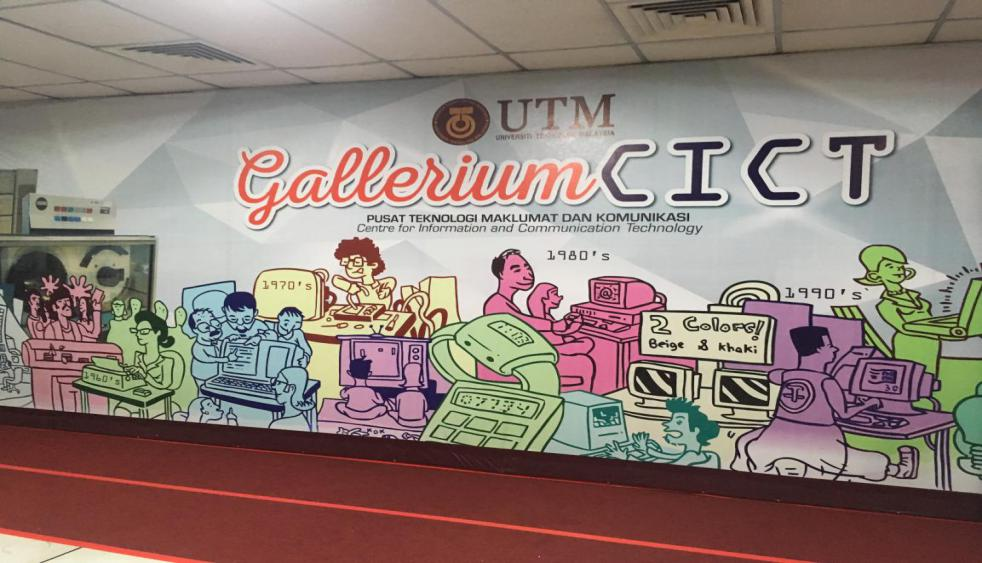 UTM
UNIVERSITI TEKNOLOGI MALAYSIA
Gallerium CICT
PUSAT TEKNOLOGI MAKLUMAT DAN KOMUNIKASI
Centre for Information and Communication Technology
1960's
1970's
1980's
1990's
2 Colors!
Beige & khaki
07734